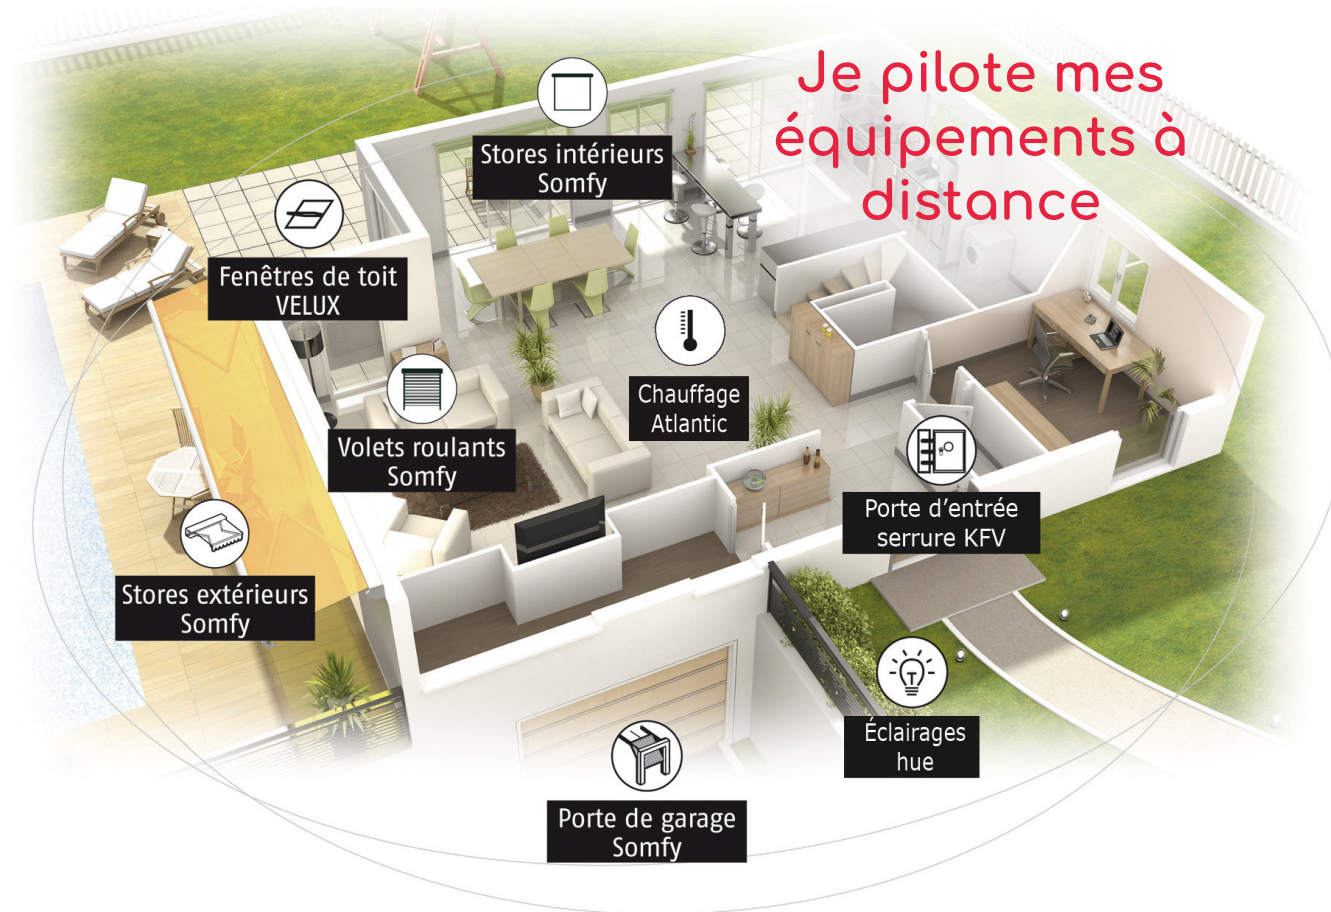 Je pilote mes
équipements à
distance
Stores intérieurs
Somfy
Fenêtres de toit
VELUX
Chauffage
Atlantic
Volets roulants
Somfy
Porte d’entrée
serrure KFV
Stores extérieurs
Somfy
Éclairages
hue
Porte de garage
Somfy